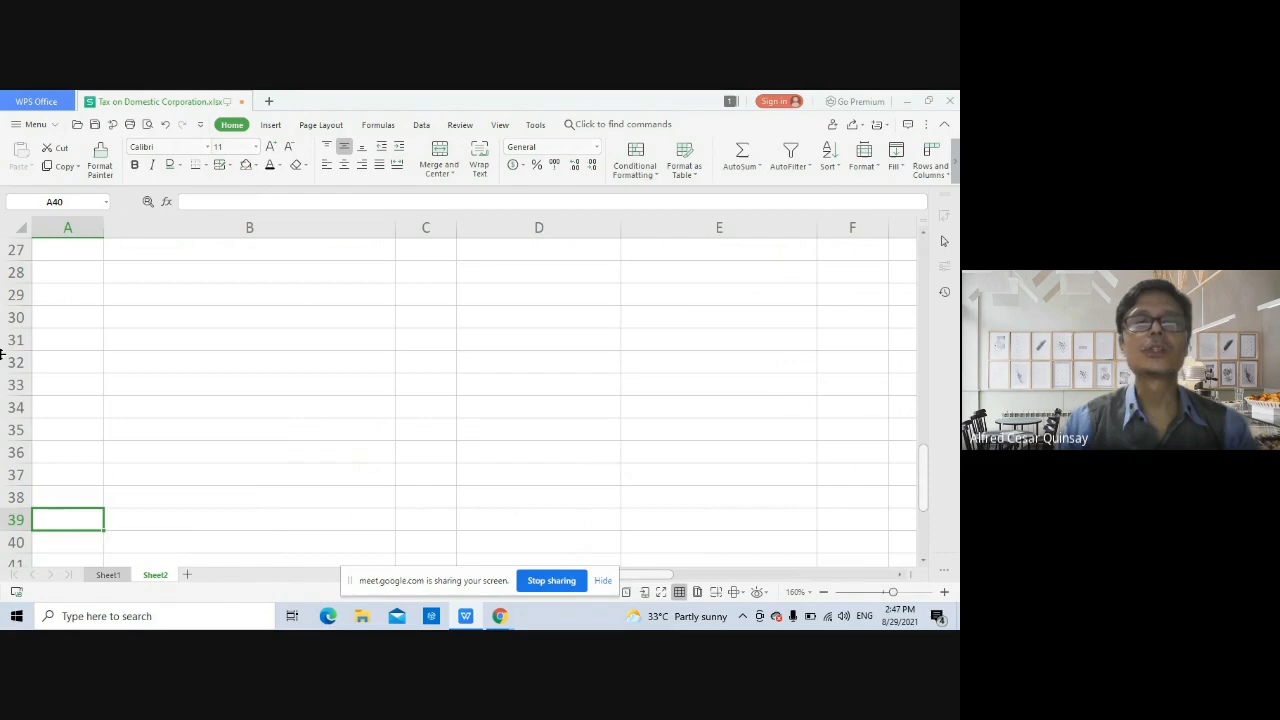 WPS Office
Tax on Domestic Corporation.xlsx
1
Sign in
Go Premium
Menu
Home
Insert
Page Layout
Formulas
Data
Review
View
Tools
Click to find commands
Paste
Cut
Copy
Format
Painter
Calibri
11
Merge and
Center
Wrap
Text
General
Conditional
Formatting
Format as
Table
AutoSum
AutoFilter
Sort
Format
Fill
Rows and
Columns
A40
fx
A B C D E F
27
28
29
30
31
32
33
34
35
36
37
38
39
40
41
Sheet1
Sheet2
meet.google.com is sharing your screen.
Stop sharing
Hide
160%
Type here to search
33°C Partly sunny
ENG
2:47 PM
8/29/2021
4
Alfred Cesar Quinsay